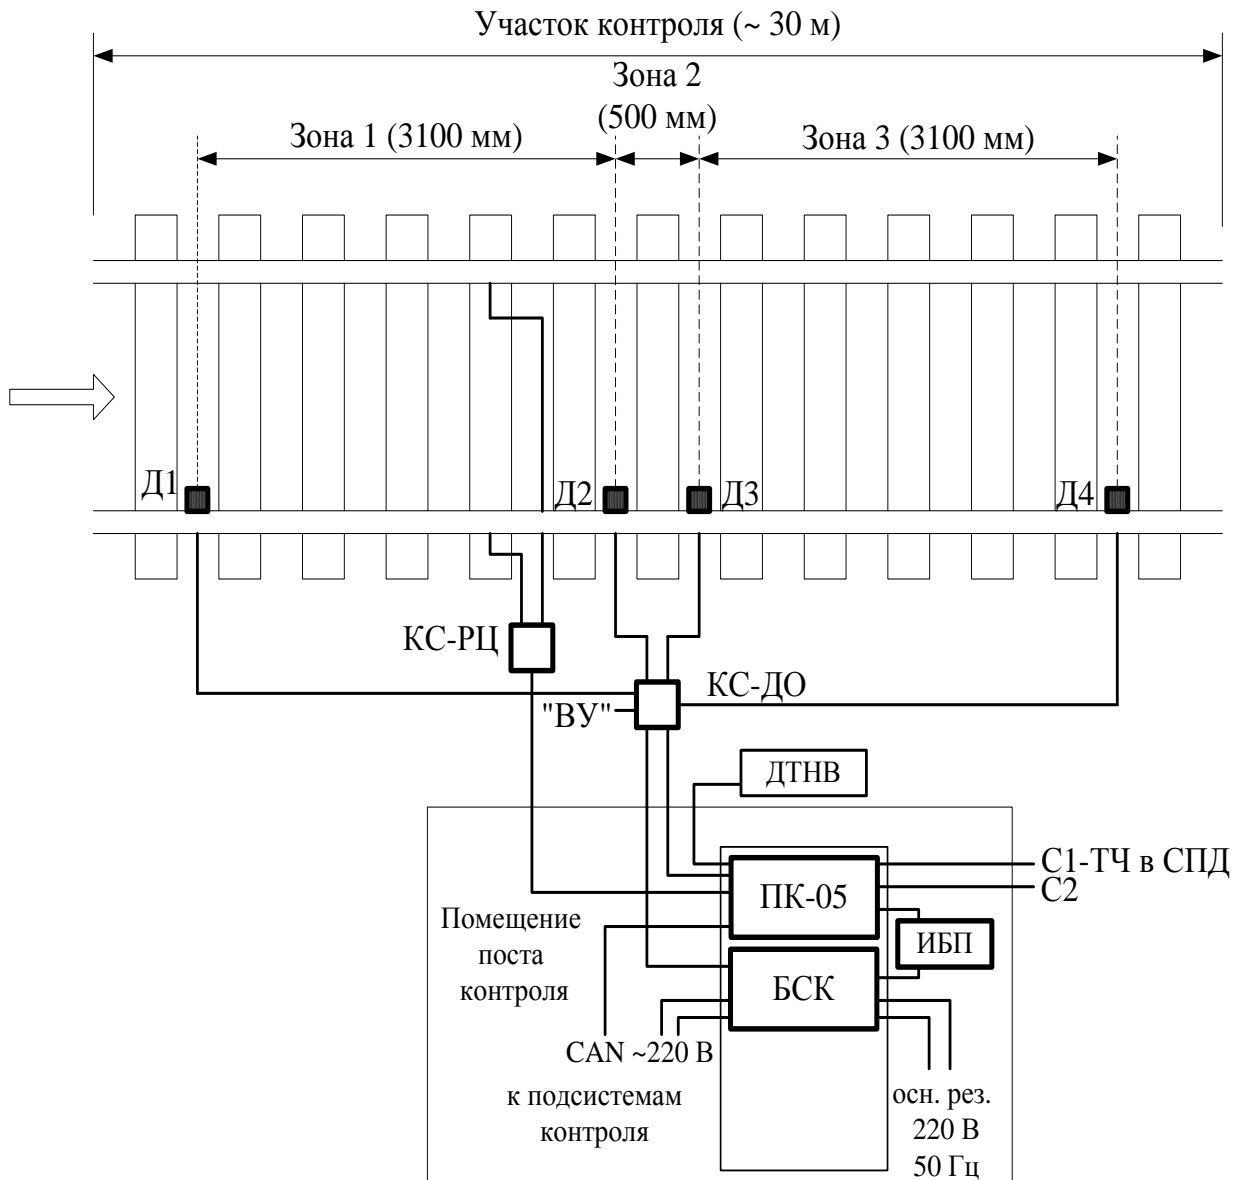 Участок контроля (~ 30 м)
Зона 2
(500 мм)
Зона 1 (3100 мм)
Зона 3 (3100 мм)
Д1
Д2
Д3
Д4
КС-РЦ
КС-ДО
"ВУ"
ДТНВ
ПК-05
С1-ТЧ в СПД
С2
Помещение
поста
контроля
ИБП
БСК
CAN ~220 В
к подсистемам
контроля
осн. рез.
220 В
50 Гц